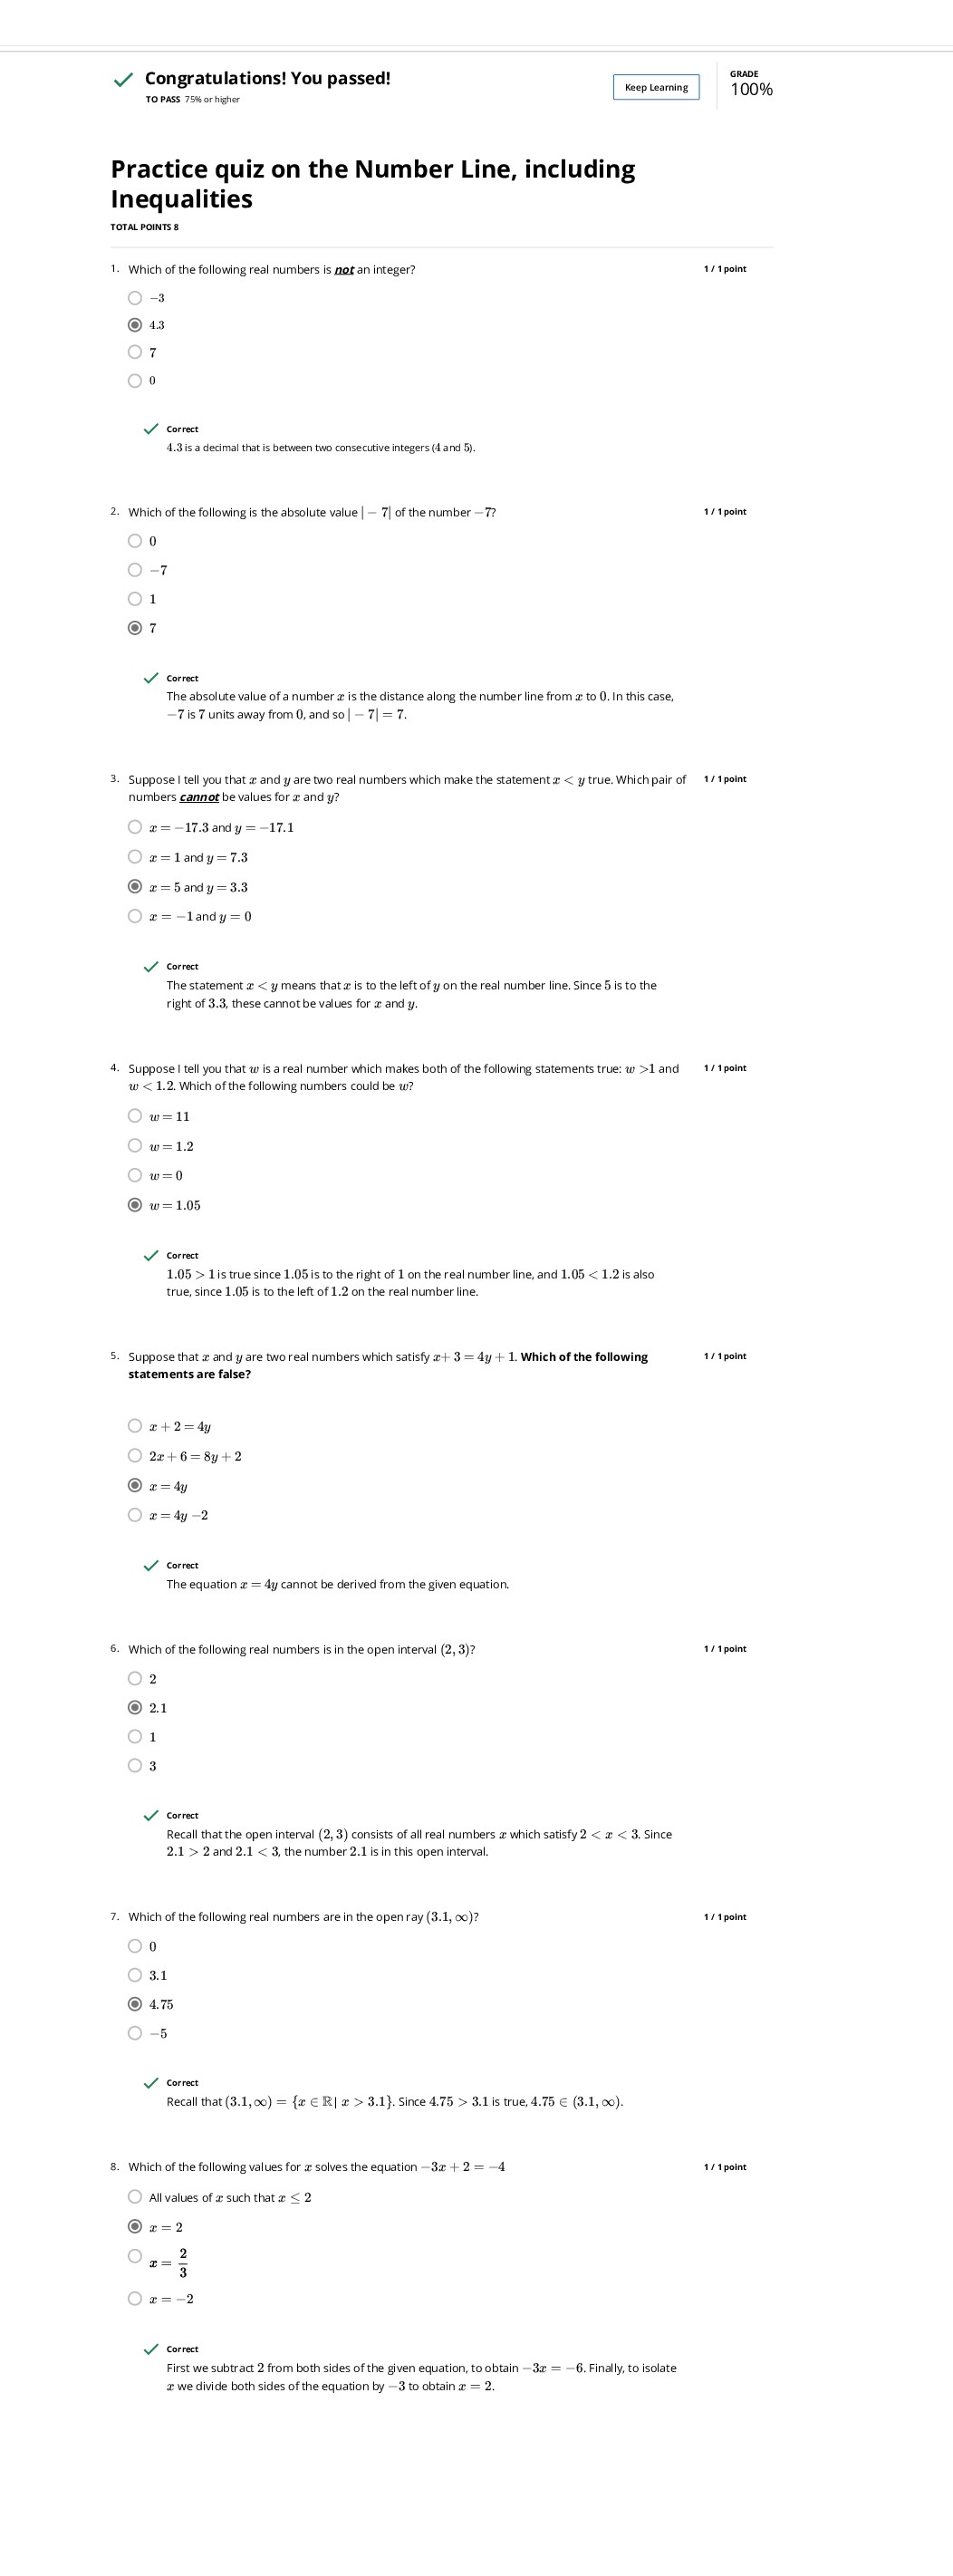 Congratulations! You passed!
TO PASS 75% or higher
Keep Learning
GRADE
100%
Practice quiz on the Number Line, including
Inequalities
TOTAL POINTS 8
1. Which of the following real numbers is not an integer?
1 / 1 point
−3
4.3
7
0
Correct
4.3 is a decimal that is between two consecutive integers (4 and 5).
2. Which of the following is the absolute value | − 7| of the number −7?
1 / 1 point
0
−7
1
7
Correct
The absolute value of a number x is the distance along the number line from x to 0. In this case,
−7 is 7 units away from 0, and so | − 7| = 7.
3. Suppose I tell you that x and y are two real numbers which make the statement x < y true. Which pair of
1 / 1 point
numbers cannot be values for x and y?
x = −17.3 and y = −17.1
x = 1 and y = 7.3
x = 5 and y = 3.3
x = −1 and y = 0
Correct
The statement x < y means that x is to the left of y on the real number line. Since 5 is to the
right of 3.3, these cannot be values for x and y.
4. Suppose I tell you that w is a real number which makes both of the following statements true: w >1 and
1 / 1 point
w < 1.2. Which of the following numbers could be w?
w = 11
w = 1.2
w = 0
w = 1.05
Correct
1.05 > 1 is true since 1.05 is to the right of 1 on the real number line, and 1.05 < 1.2 is also
true, since 1.05 is to the left of 1.2 on the real number line.
5. Suppose that x and y are two real numbers which satisfy x+ 3 = 4y + 1. Which of the following
1 / 1 point
statements are false?
x + 2 = 4y
2x + 6 = 8y + 2
x = 4y
x = 4y −2
Correct
The equation x = 4y cannot be derived from the given equation.
6. Which of the following real numbers is in the open interval (2, 3)?
1 / 1 point
2
2.1
1
3
Correct
Recall that the open interval (2, 3) consists of all real numbers x which satisfy 2 < x < 3. Since
2.1 > 2 and 2.1 < 3, the number 2.1 is in this open interval.
7. Which of the following real numbers are in the open ray (3.1, ∞)?
1 / 1 point
0
3.1
4.75
−5
Correct
Recall that (3.1, ∞) = {x ∈ ℝ| x > 3.1}. Since 4.75 > 3.1 is true, 4.75 ∈ (3.1, ∞).
8. Which of the following values for x solves the equation −3x + 2 = −4
1 / 1 point
All values of x such that x ≤ 2
x = 2
x = 2/3
x = −2
Correct
First we subtract 2 from both sides of the given equation, to obtain −3x = −6. Finally, to isolate
x we divide both sides of the equation by −3 to obtain x = 2.